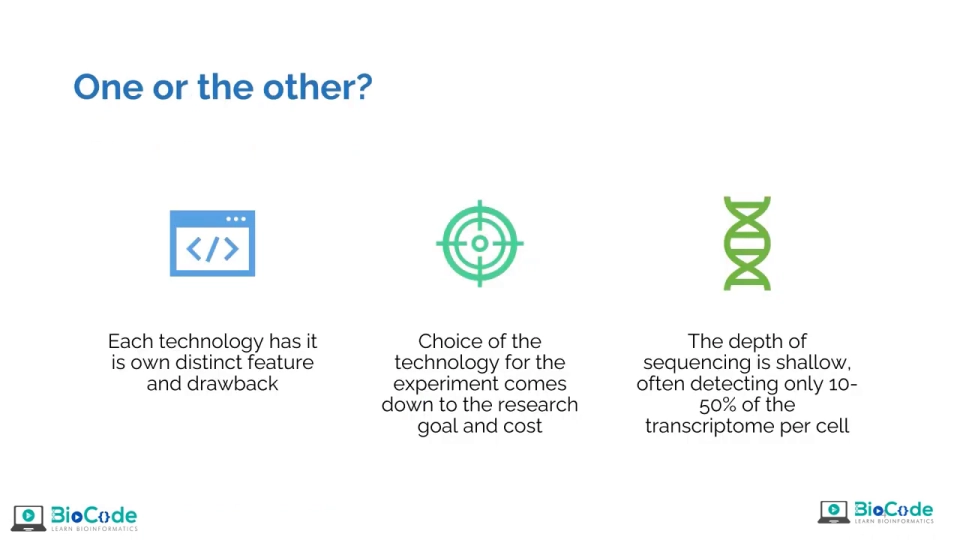 One or the other?
</>
Each technology has it
is own distinct feature
and drawback
Choice of the
technology for the
experiment comes
down to the research
goal and cost
The depth of
sequencing is shallow,
often detecting only 10-
50% of the
transcriptome per cell
BioCode
LEARN BIOINFORMATICS
BioCode
LEARN BIOINFORMATICS